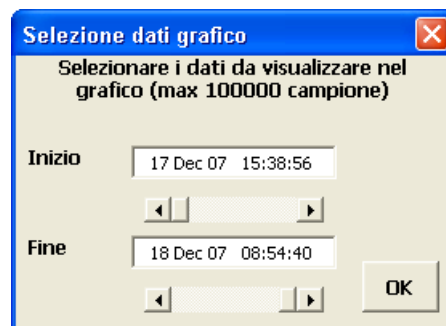 Selezione dati grafico
Selezionare i dati da visualizzare nel
grafico (max 100000 campione)
Inizio
17 Dec 07 15:38:56
Fine
18 Dec 07 08:54:40
OK